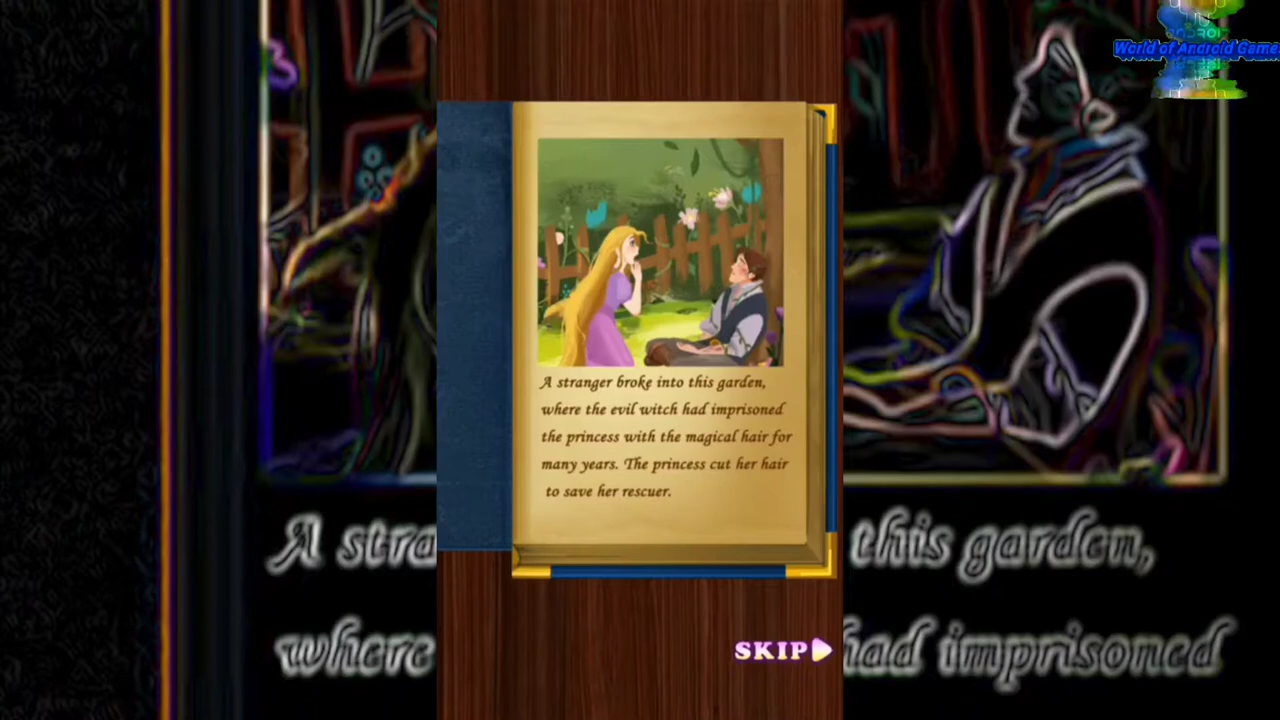 World of Android Game
A stranger broke into this garden,
where the evil witch had imprisoned
the princess with the magical hair for
many years. The princess cut her hair
to save her rescuer.
SKIP
A stra
this garden,
where
had imprisoned